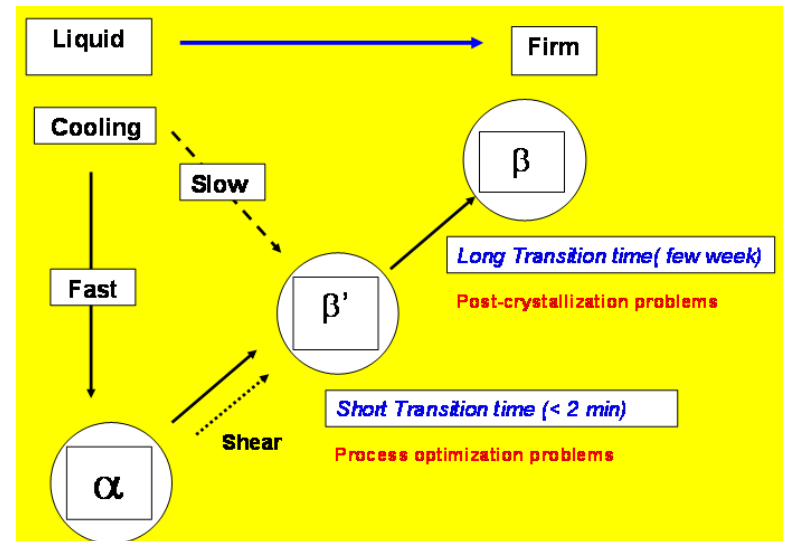 Liquid
Firm
Cooling
β
Slow
Long Transition time( few week)
Fast
Post-crystallization problems
β’
Short Transition time (< 2 min)
Shear
Process optimization problems
α